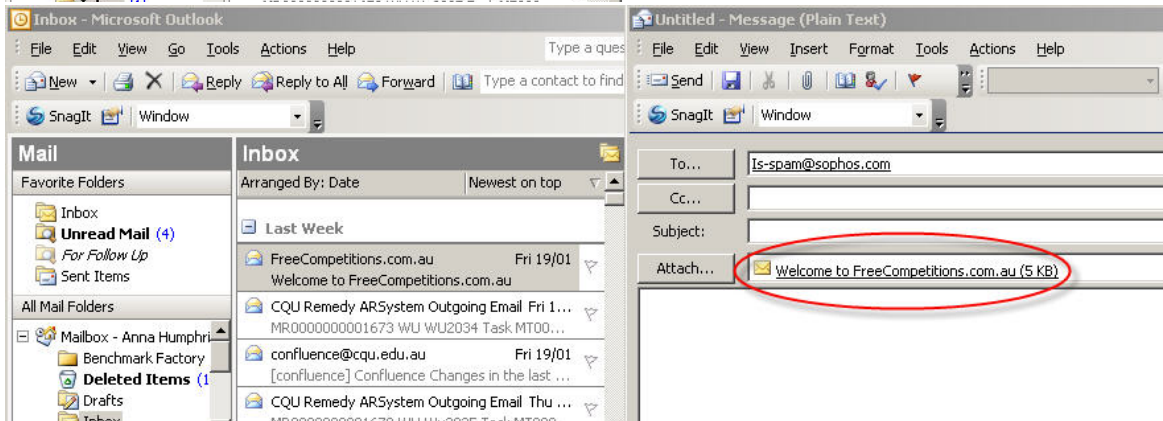 Inbox - Microsoft Outlook
File Edit View Go Tools Actions Help Type a ques
New Reply Reply to All Forward Type a contact to find
SnagIt Window
Mail
Favorite Folders
Inbox
Unread Mail (4)
For Follow Up
Sent Items
All Mail Folders
Mailbox - Anna Humphri
Benchmark Factory
Deleted Items (1
Drafts
Inbox
Inbox
Arranged By: Date Newest on top
Last Week
FreeCompetitions.com.au Fri 19/01
Welcome to FreeCompetitions.com.au
CQU Remedy ARSystem Outgoing Email Fri 1...
MR0000000001673 WU WU2034 Task MT00...
confluence@cqu.edu.au Fri 19/01
[confluence] Confluence Changes in the last ...
CQU Remedy ARSystem Outgoing Email Thu ...
Untitled - Message (Plain Text)
File Edit View Insert Format Tools Actions Help
Send
SnagIt Window
To... Is-spam@sophos.com
Cc...
Subject:
Attach... Welcome to FreeCompetitions.com.au (5 KB)